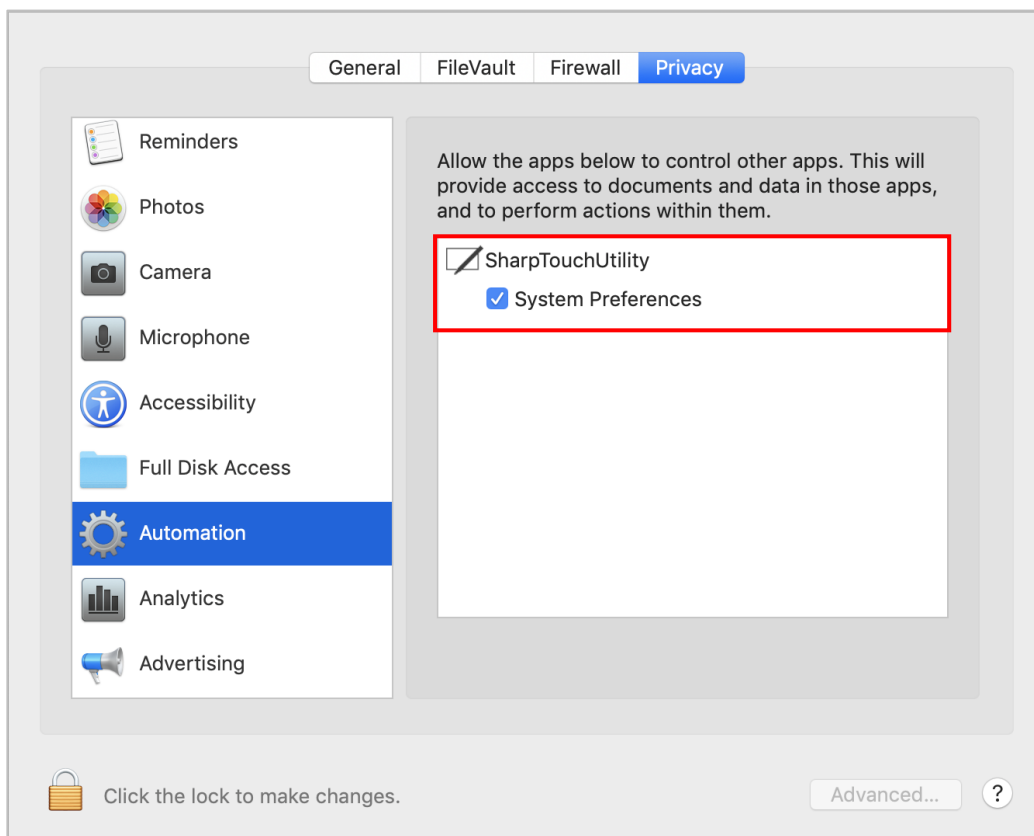 General FileVault Firewall Privacy
Reminders
Photos
Camera
Microphone
Accessibility
Full Disk Access
Automation
Analytics
Advertising
Allow the apps below to control other apps. This will
provide access to documents and data in those apps,
and to perform actions within them.
SharpTouchUtility
System Preferences
Click the lock to make changes.
Advanced...
?